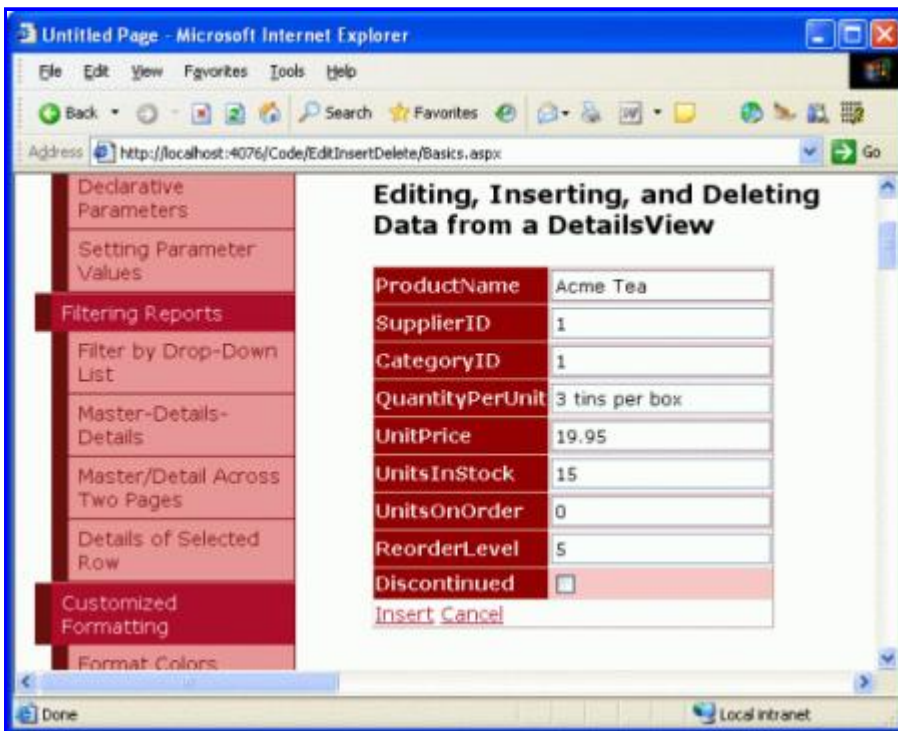 Untitled Page - Microsoft Internet Explorer
File Edit View Favorites Tools Help
Back Search Favorites
Address http://localhost:4076/Code/EditInsertDelete/Basics.aspx Go
Declarative
Parameters
Setting Parameter
Values
Filtering Reports
Filter by Drop-Down
List
Master-Details-
Details
Master/Detail Across
Two Pages
Details of Selected
Row
Customized
Formatting
Format Colors
Editing, Inserting, and Deleting
Data from a DetailsView
ProductName Acme Tea
SupplierID 1
CategoryID 1
QuantityPerUnit 3 tins per box
UnitPrice 19.95
UnitsInStock 15
UnitsOnOrder 0
ReorderLevel 5
Discontinued
Insert Cancel
Done Local intranet